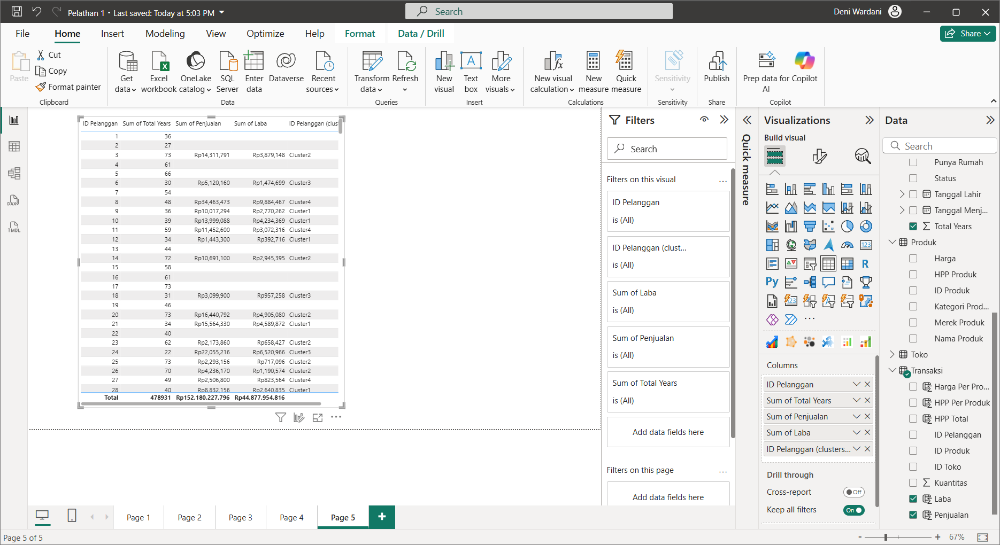 Pelathan 1 • Last saved: Today at 5:03 PM
Search
Deni Wardani
File Home Insert Modeling View Optimize Help Format Data / Drill
Share
Paste
Cut
Copy
Format painter
Clipboard
Get data
Excel workbook
OneLake catalog
SQL Server
Enter data
Dataverse
Recent sources
Data
Transform data
Refresh
Queries
New visual
Text box
More visuals
Insert
New visual calculation
New measure
Quick measure
Calculations
Sensitivity
Sensitivity
Publish
Share
Prep data for AI
Copilot
Copilot
ID Pelanggan Sum of Total Years Sum of Penjualan Sum of Laba ID Pelanggan (clus
1 36
2 27
3 73 Rp14,311,791 Rp3,879,148 Cluster2
4 61
5 66
6 30 Rp5,120,160 Rp1,474,699 Cluster3
7 54
8 48 Rp34,463,473 Rp9,884,467 Cluster4
9 36 Rp10,017,294 Rp2,770,262 Cluster1
10 39 Rp13,999,088 Rp4,234,369 Cluster1
11 59 Rp11,452,600 Rp3,072,316 Cluster4
12 34 Rp1,443,300 Rp392,716 Cluster1
13 44
14 72 Rp10,691,100 Rp2,945,395 Cluster2
15 58
16 61
17 73
18 31 Rp3,099,900 Rp957,258 Cluster3
19 46
20 73 Rp16,440,792 Rp4,905,080 Cluster2
21 34 Rp15,564,330 Rp4,589,872 Cluster1
22 40
23 62 Rp2,173,860 Rp658,427 Cluster2
24 22 Rp22,055,216 Rp6,520,966 Cluster3
25 73 Rp2,293,156 Rp717,096 Cluster2
26 70 Rp4,236,170 Rp1,190,574 Cluster2
27 49 Rp2,506,800 Rp823,564 Cluster4
28 40 Rp8,832,156 Rp2,640,835 Cluster1
Total 478931 Rp152,180,227,796 Rp44,877,954,816
DAX
TMDL
Filters
Search
Filters on this visual ...
ID Pelanggan
is (All)
ID Pelanggan (clust...
is (All)
Sum of Laba
is (All)
Sum of Penjualan
is (All)
Sum of Total Years
is (All)
Add data fields here
Filters on this page ...
Add data fields here
Quick measure
Visualizations
Build visual
123
R
Py
123
...
Columns
ID Pelanggan
Sum of Total Years
Sum of Penjualan
Sum of Laba
ID Pelanggan (clusters...
Drill through
Cross-report Off
Keep all filters On
Data
Search
Punya Rumah
Status
Tanggal Lahir
Tanggal Menj...
Total Years
Produk
Harga
HPP Produk
ID Produk
Kategori Prod...
Merek Produk
Nama Produk
Toko
Transaksi
Harga Per Pro...
HPP Per Produk
HPP Total
ID Pelanggan
ID Produk
ID Toko
Kuantitas
Laba
Penjualan
Page 1 Page 2 Page 3 Page 4 Page 5 +
Page 5 of 5
- + 67%